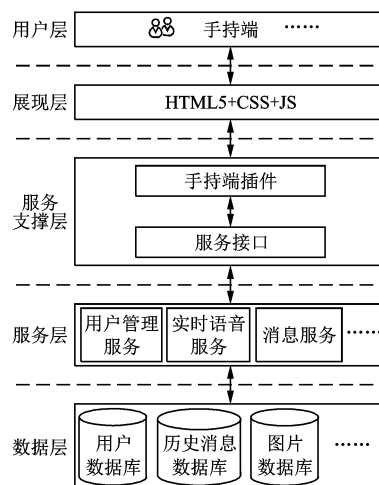 用户层
手持端 ……
展现层
HTML5+CSS+JS
服务
支撑层
手持端插件
服务接口
服务层
用户管理
服务
实时语音
服务
消息服务
……
数据层
用户
数据库
历史消息
数据库
图片
数据库
……